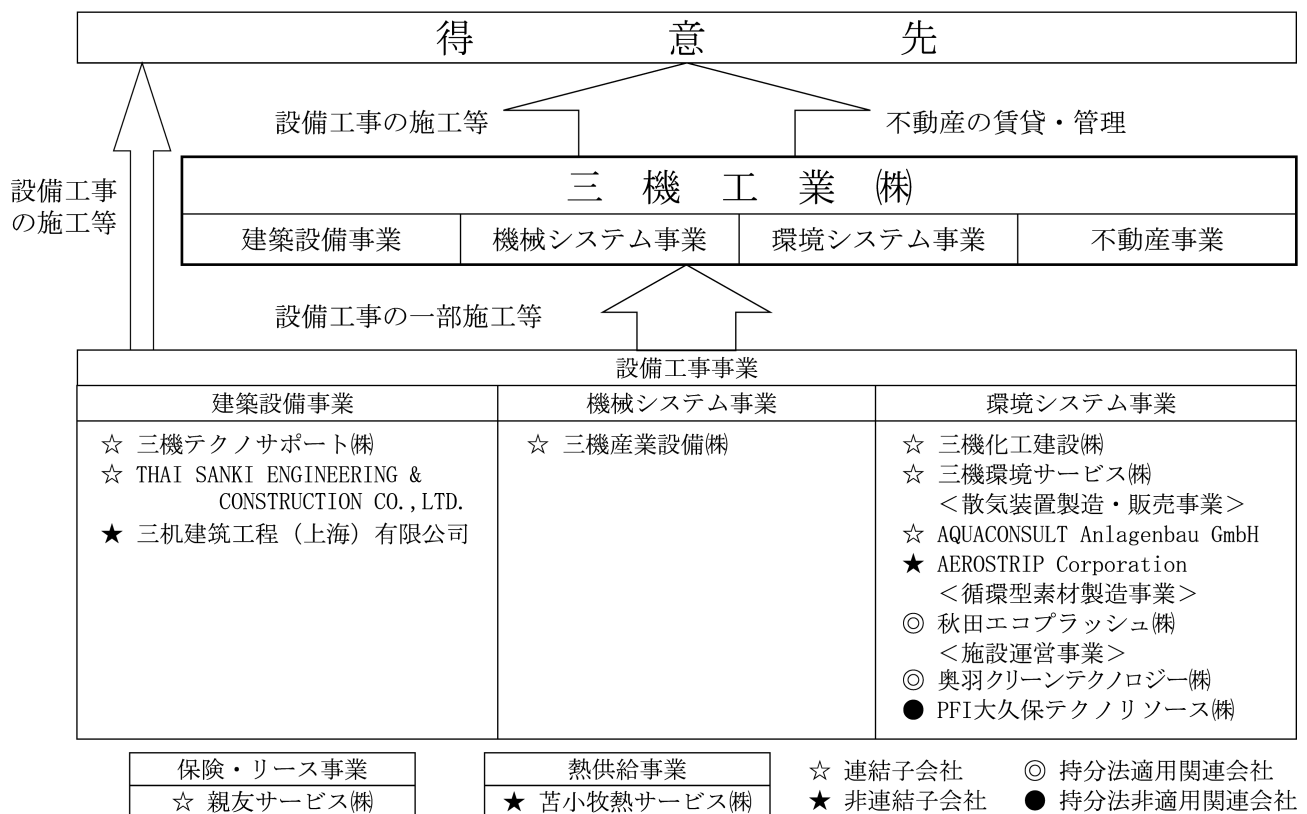 得意先
設備工事の施工等
不動産の賃貸・管理
設備工事
の施工等
三機工業㈱
建築設備事業
機械システム事業
環境システム事業
不動産事業
設備工事の一部施工等
設備工事事業
建築設備事業
☆ 三機テクノサポート㈱
☆ THAI SANKI ENGINEERING &
CONSTRUCTION CO.,LTD.
★ 三机建筑工程（上海）有限公司
機械システム事業
☆ 三機産業設備㈱
環境システム事業
☆ 三機化工建設㈱
☆ 三機環境サービス㈱
＜散気装置製造・販売事業＞
☆ AQUACONSULT Anlagenbau GmbH
★ AEROSTRIP Corporation
＜循環型素材製造事業＞
◎ 秋田エコプラッシュ㈱
＜施設運営事業＞
◎ 奥羽クリーンテクノロジー㈱
● PFI大久保テクノリソース㈱
保険・リース事業
☆ 親友サービス㈱
熱供給事業
★ 苫小牧熱サービス㈱
☆ 連結子会社
◎ 持分法適用関連会社
★ 非連結子会社
● 持分法非適用関連会社